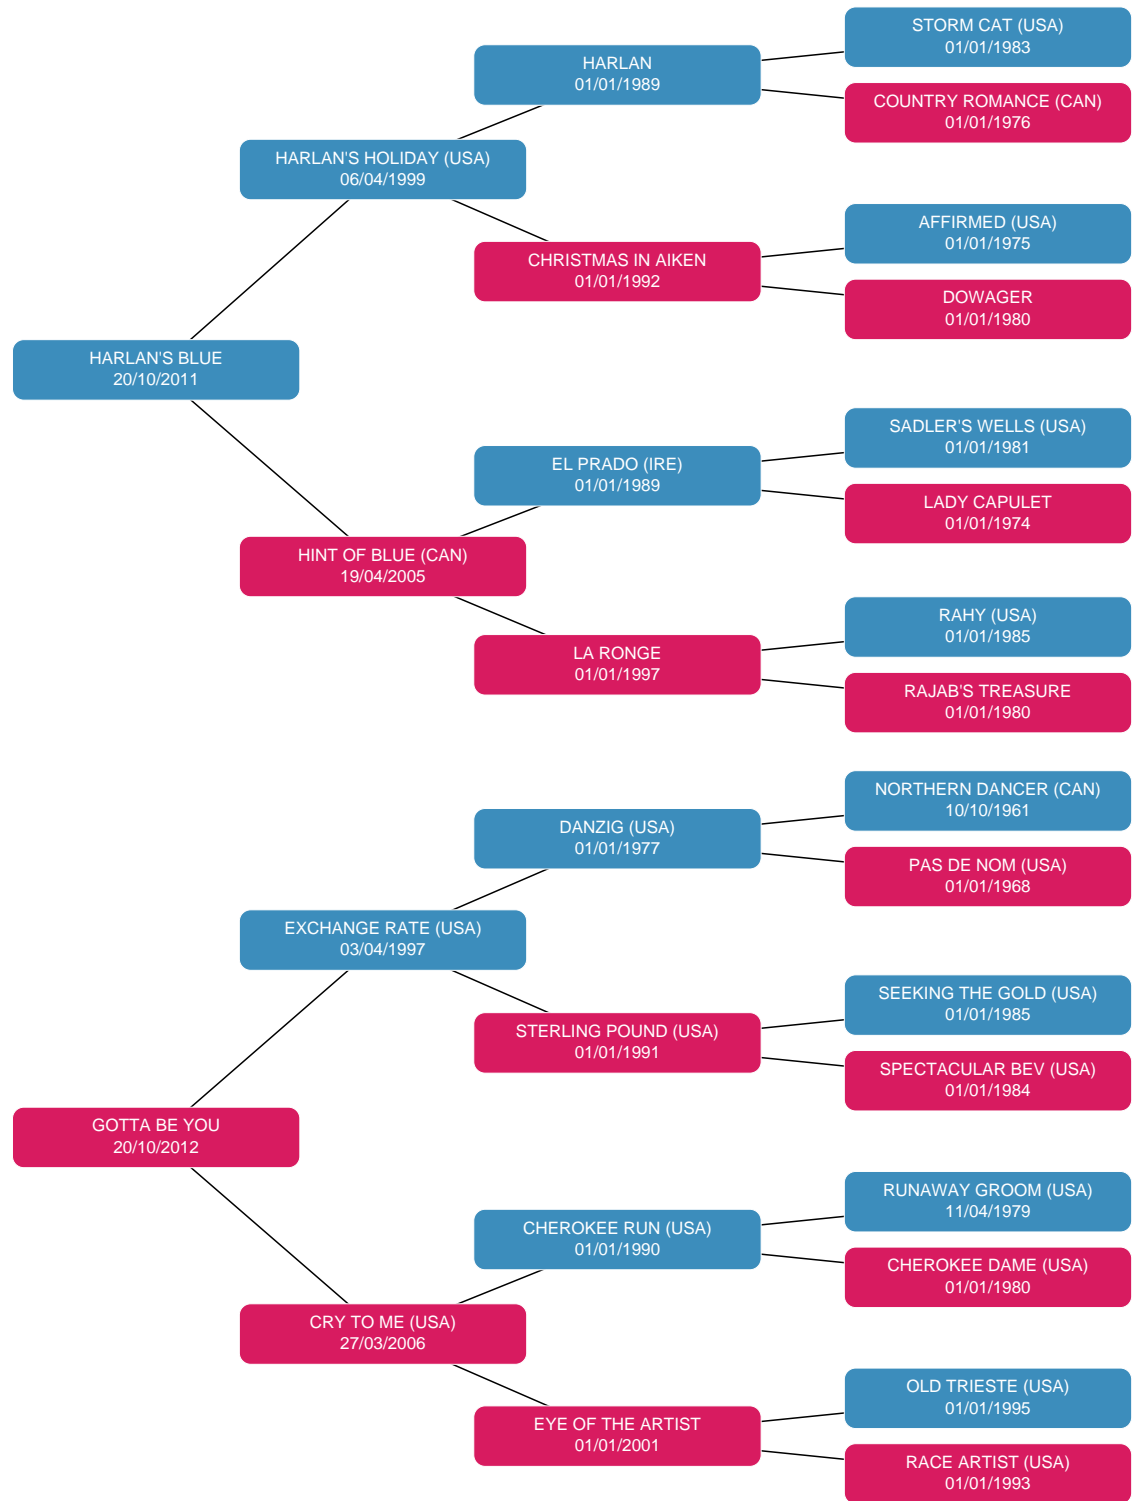 STORM CAT (USA)
01/01/1983
HARLAN
01/01/1989
COUNTRY ROMANCE (CAN)
01/01/1976
HARLAN'S HOLIDAY (USA)
06/04/1999
AFFIRMED (USA)
01/01/1975
CHRISTMAS IN AIKEN
01/01/1992
DOWAGER
01/01/1980
HARLAN'S BLUE
20/10/2011
SADLER'S WELLS (USA)
01/01/1981
EL PRADO (IRE)
01/01/1989
LADY CAPULET
01/01/1974
HINT OF BLUE (CAN)
19/04/2005
RAHY (USA)
01/01/1985
LA RONGE
01/01/1997
RAJAB'S TREASURE
01/01/1980
NORTHERN DANCER (CAN)
10/10/1961
DANZIG (USA)
01/01/1977
PAS DE NOM (USA)
01/01/1968
EXCHANGE RATE (USA)
03/04/1997
SEEKING THE GOLD (USA)
01/01/1985
STERLING POUND (USA)
01/01/1991
SPECTACULAR BEV (USA)
01/01/1984
GOTTA BE YOU
20/10/2012
RUNAWAY GROOM (USA)
11/04/1979
CHEROKEE RUN (USA)
01/01/1990
CHEROKEE DAME (USA)
01/01/1980
CRY TO ME (USA)
27/03/2006
OLD TRIESTE (USA)
01/01/1995
EYE OF THE ARTIST
01/01/2001
RACE ARTIST (USA)
01/01/1993